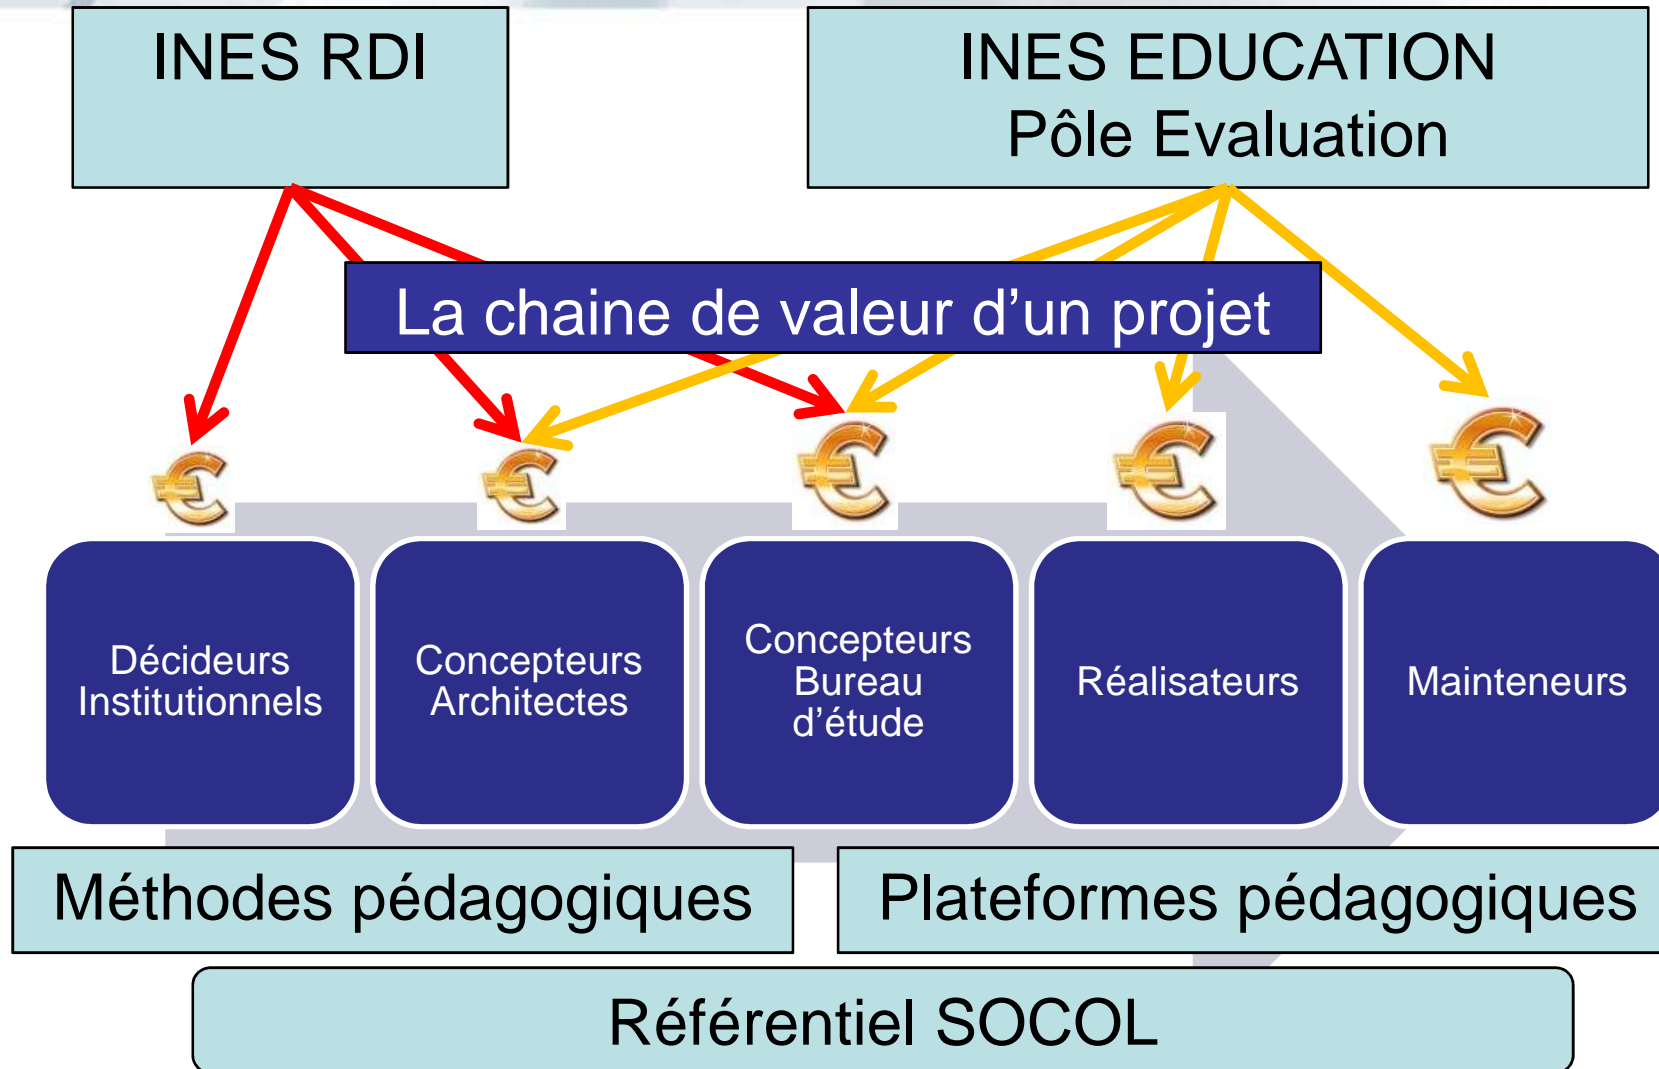 INES RDI
INES EDUCATION
Pôle Evaluation
La chaine de valeur d’un projet
Décideurs
Institutionnels
Concepteurs
Architectes
Concepteurs
Bureau
d’étude
Réalisateurs
Mainteneurs
Méthodes pédagogiques
Plateformes pédagogiques
Référentiel SOCOL